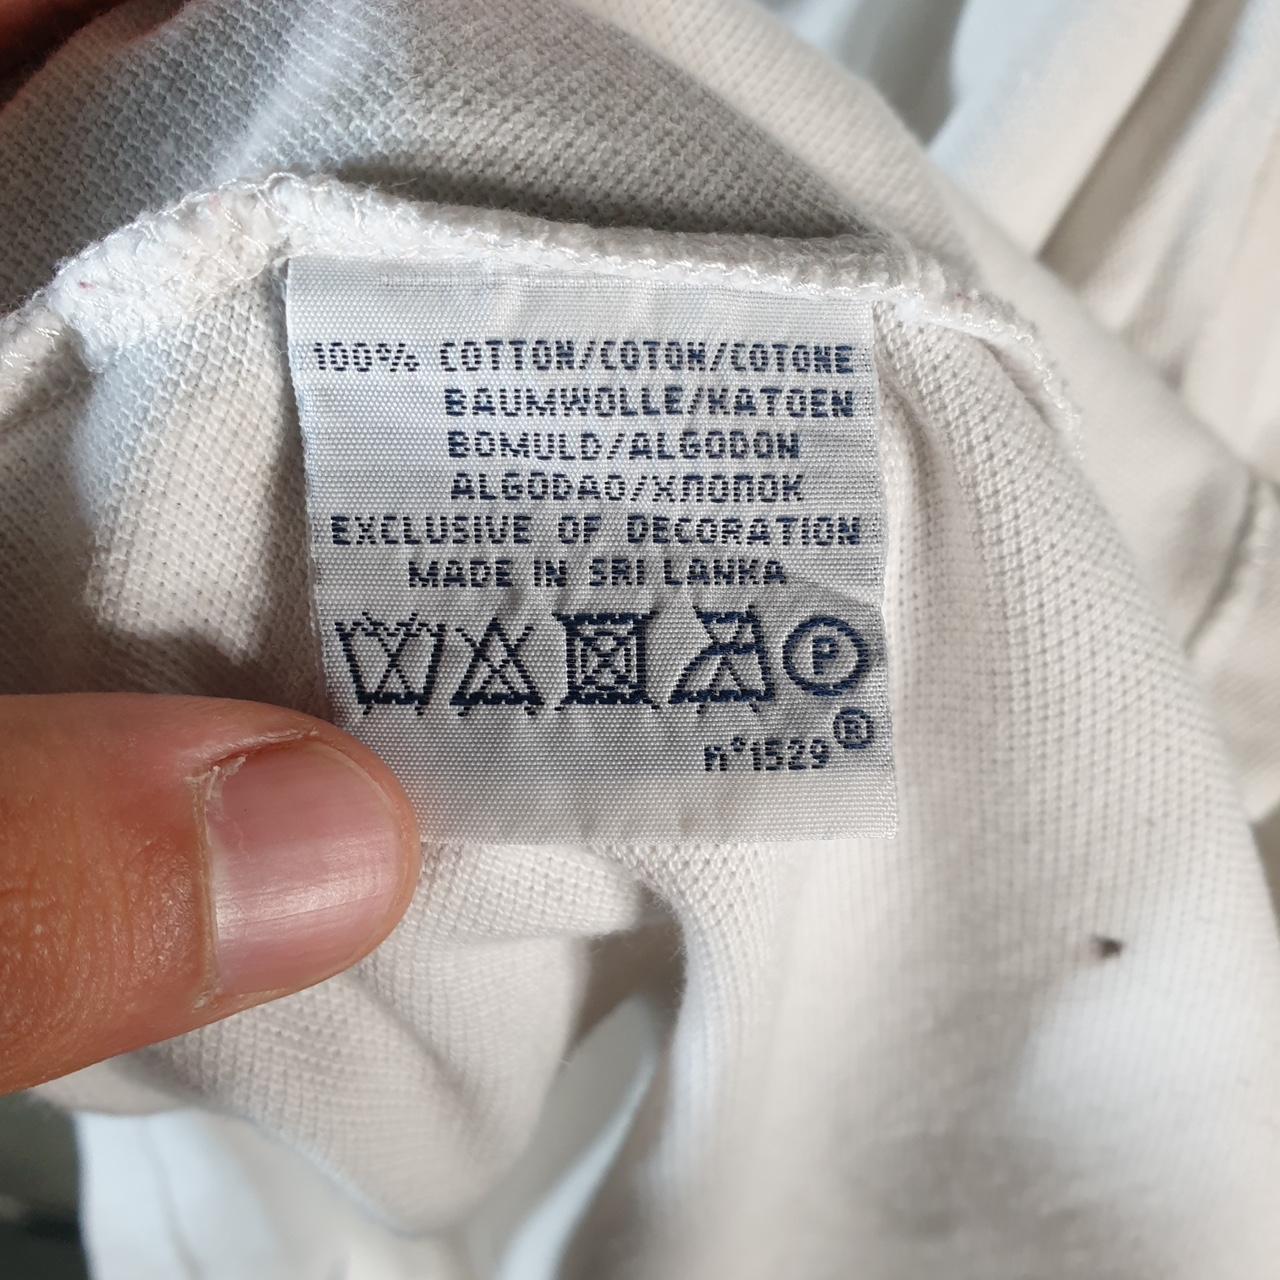 100% COTTON/COTON/COTONE
BAUMWOLLE/KATOEN
BOMULD/ALGODON
ALGODAO/ХЛОПОК
EXCLUSIVE OF DECORATION
MADE IN SRI LANKA
P
n°1529®